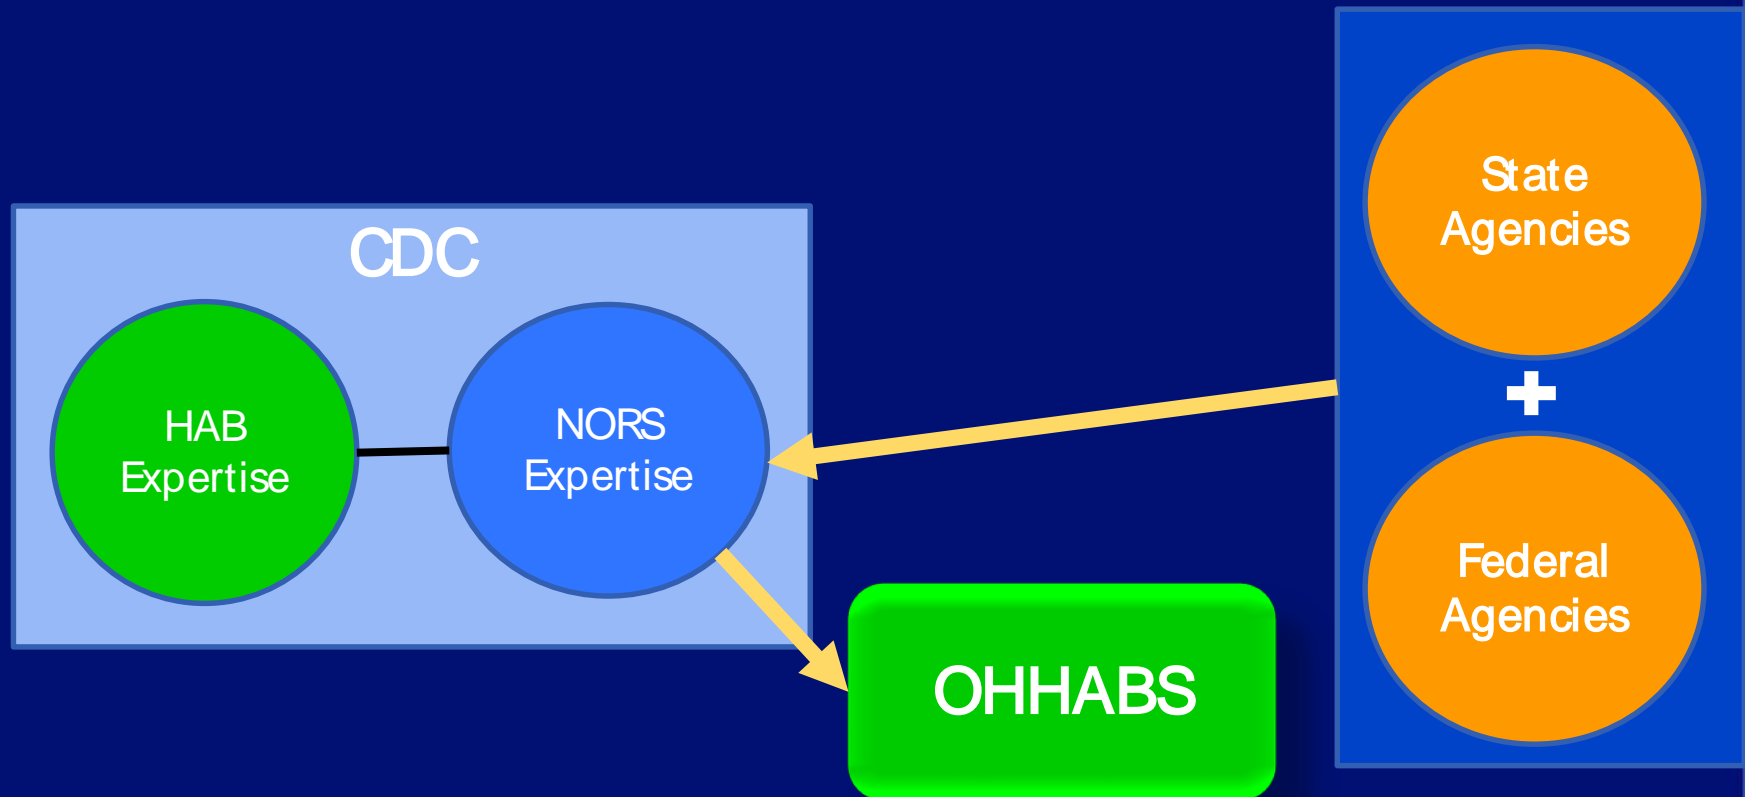 CDC
HAB
Expertise
NORS
Expertise
State
Agencies
Federal
Agencies
OHHABS